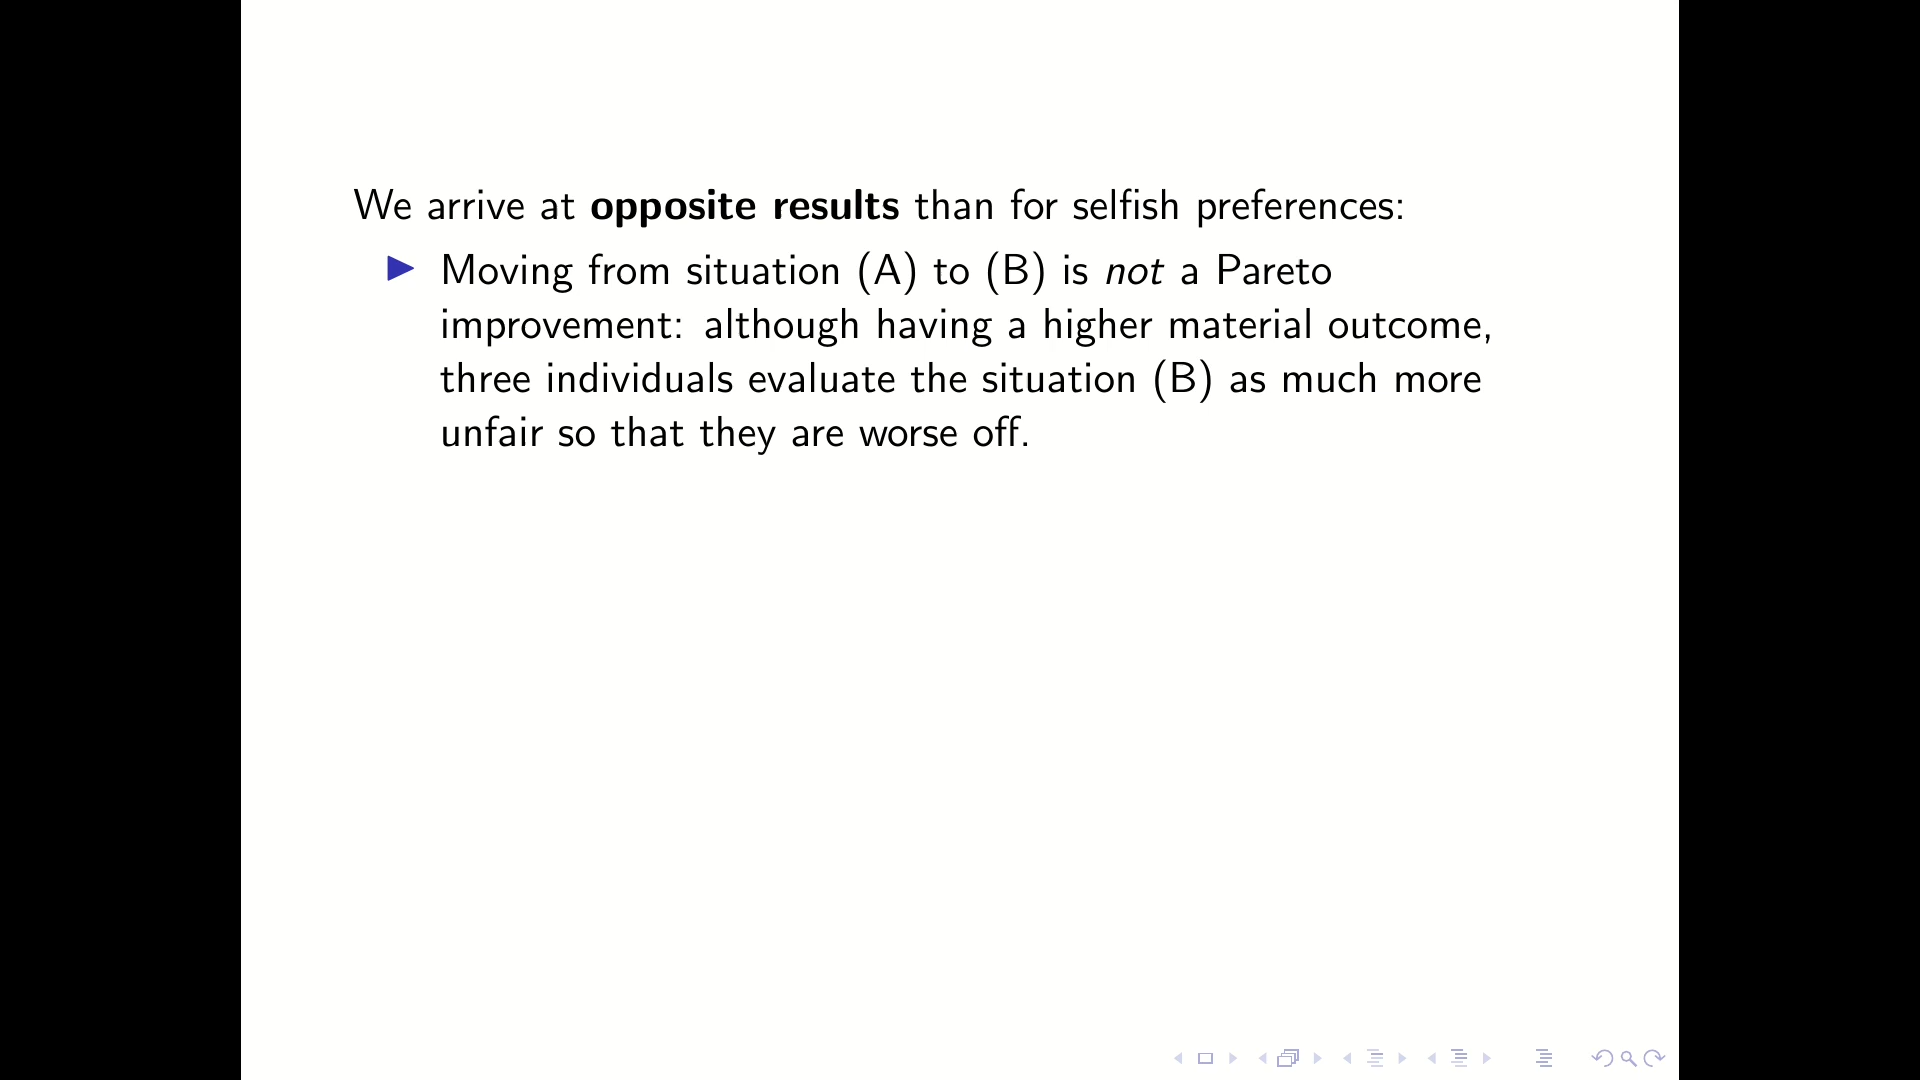 We arrive at opposite results than for selfish preferences:
Moving from situation (A) to (B) is not a Pareto
improvement: although having a higher material outcome,
three individuals evaluate the situation (B) as much more
unfair so that they are worse off.